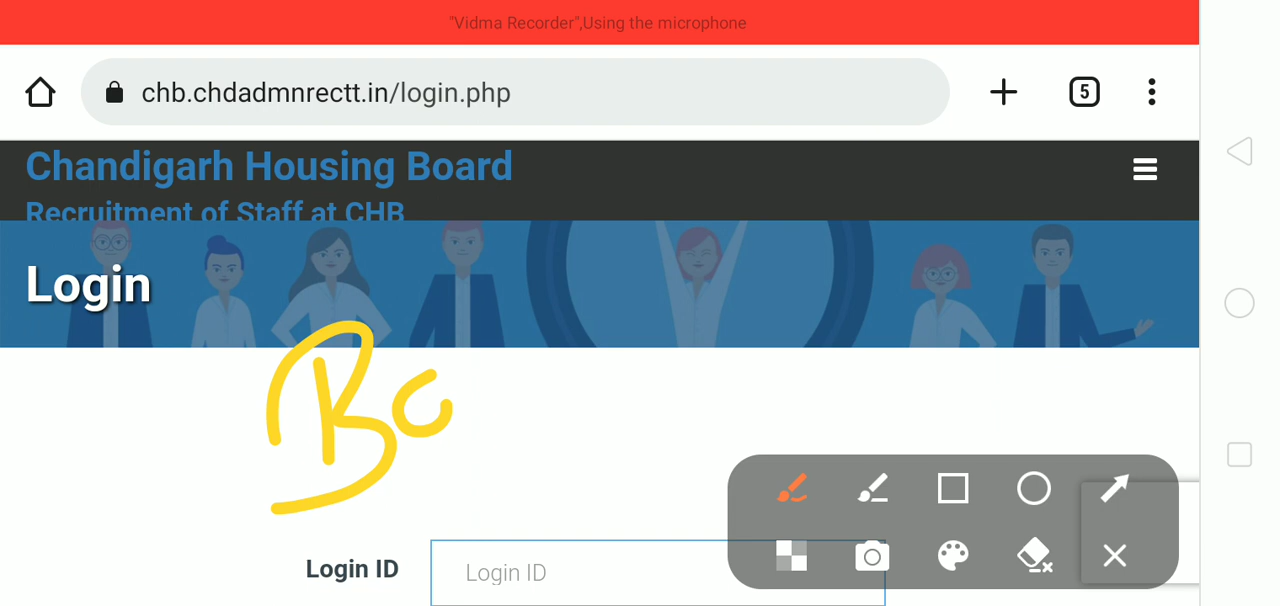 "Vidma Recorder",Using the microphone
chb.chdadmnrectt.in/login.php
5
Chandigarh Housing Board
Recruitment of Staff at CHB
Login
Bc
Login ID
Login ID